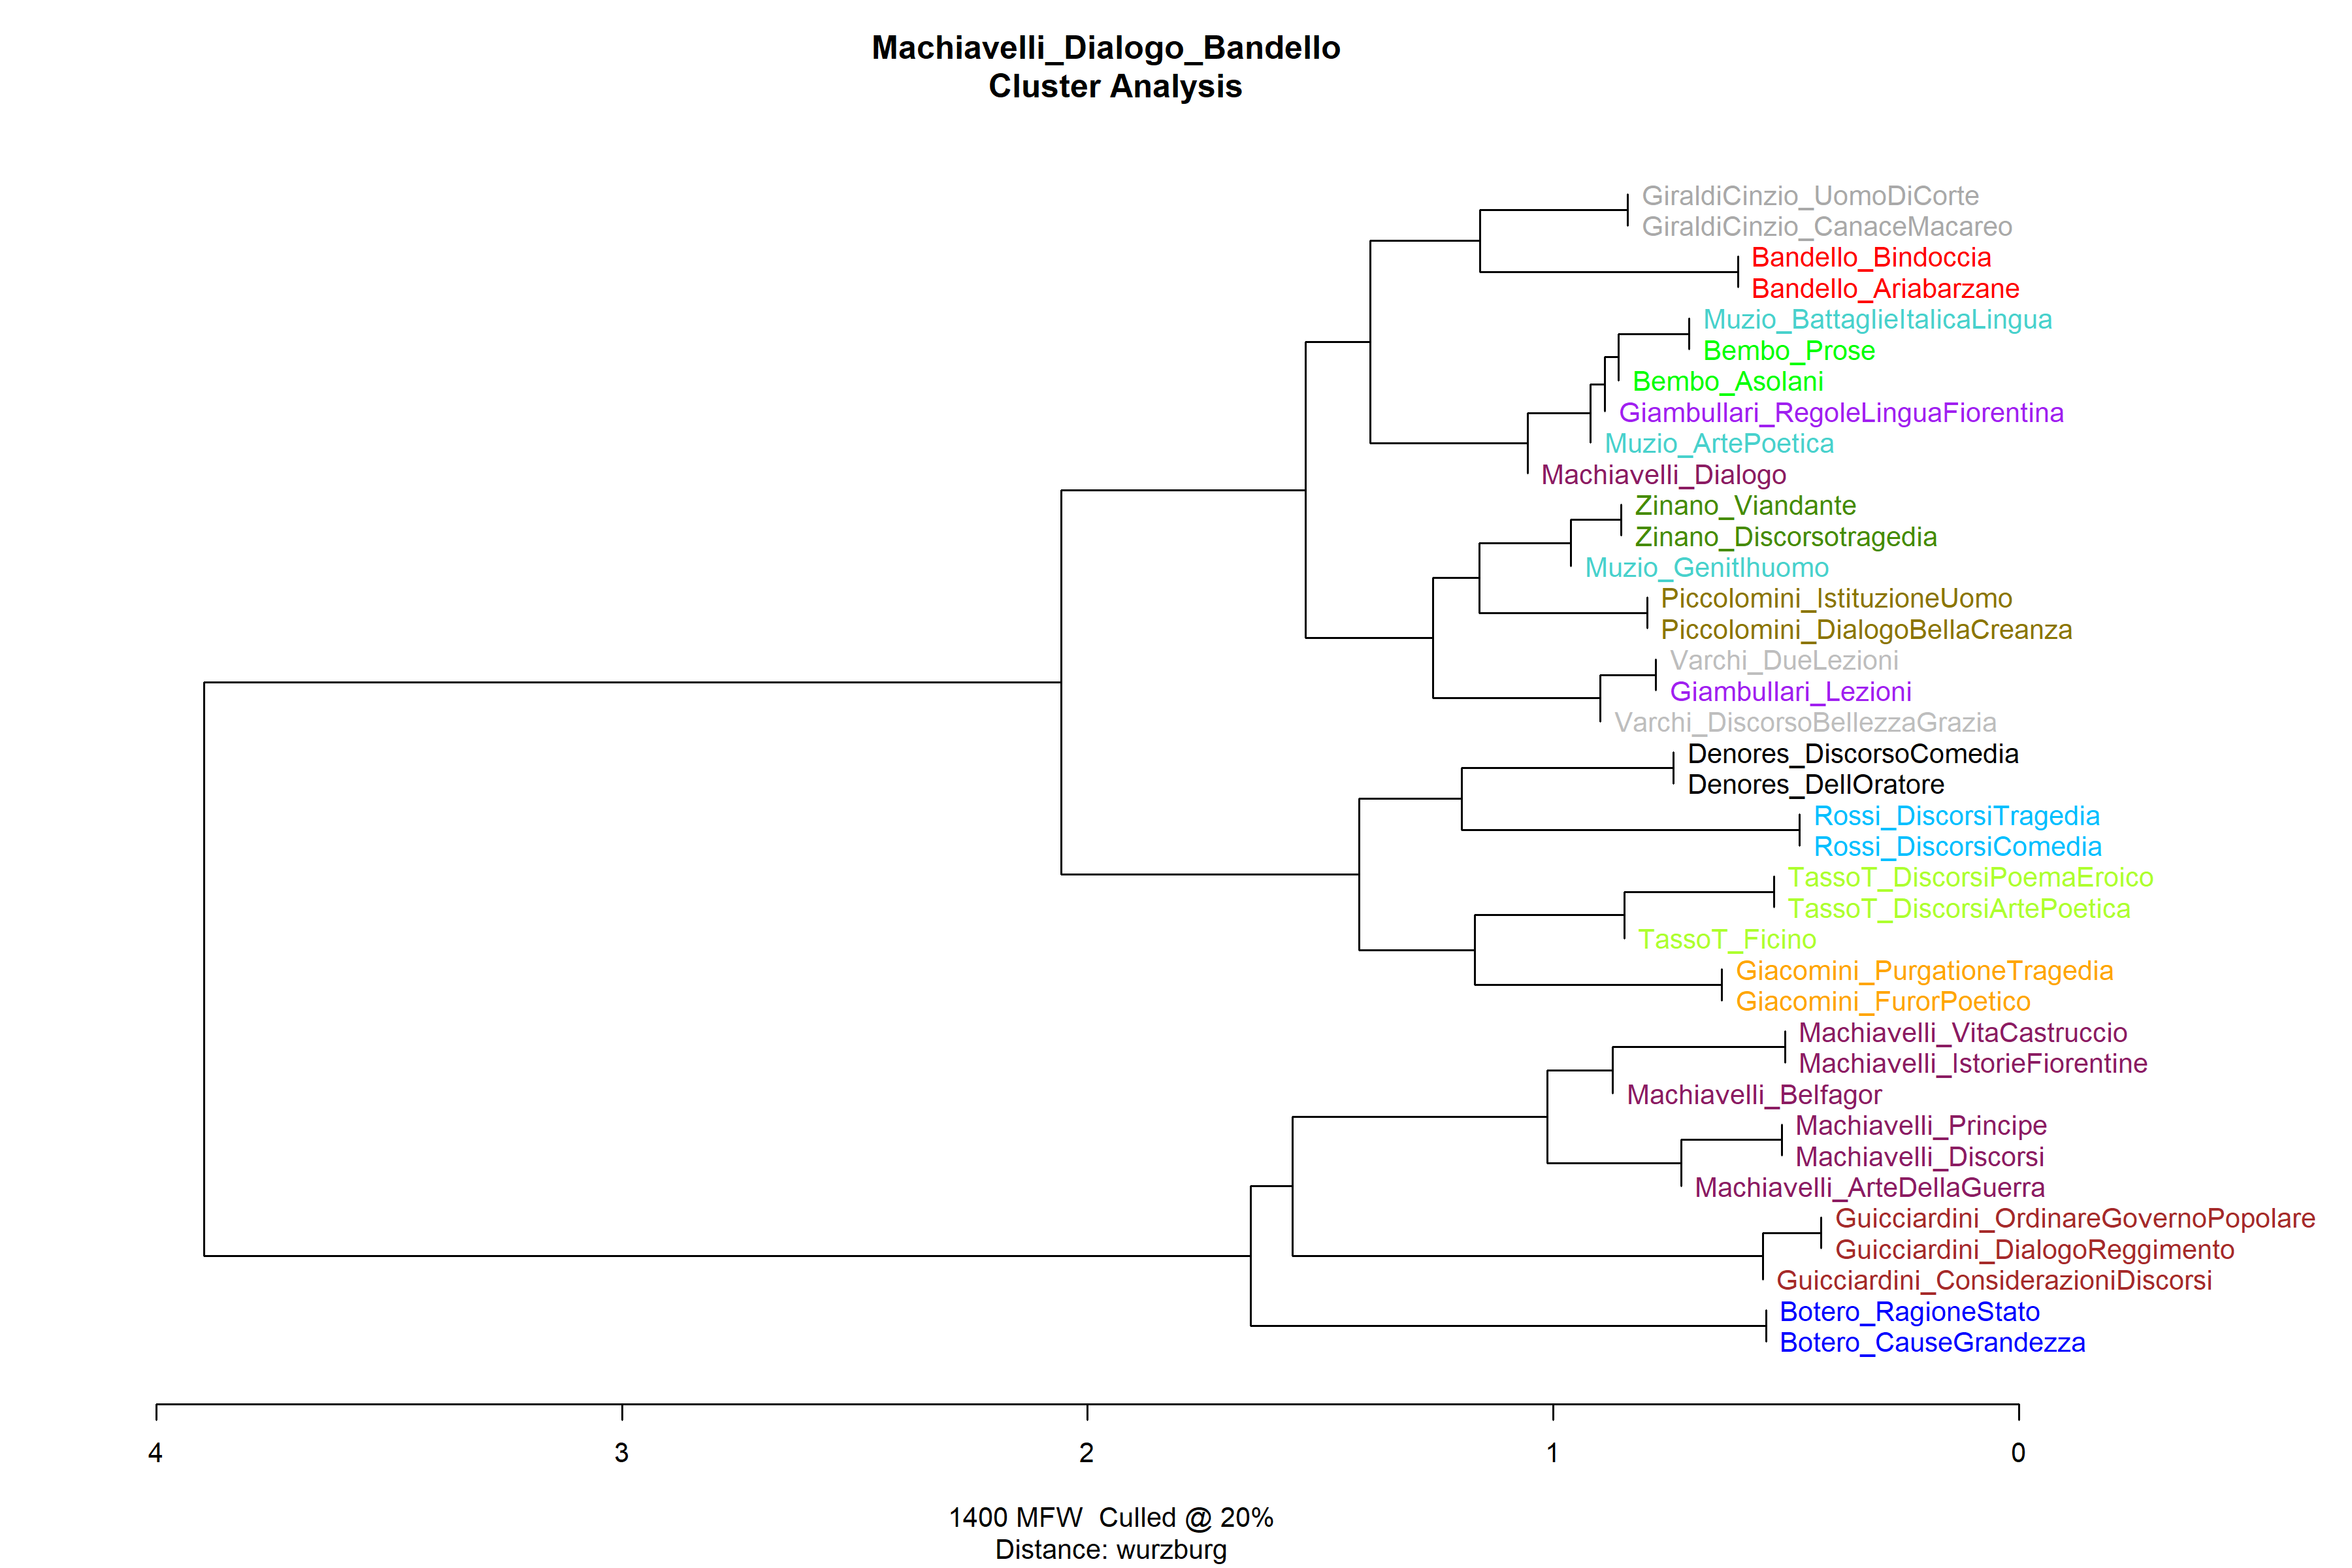 Machiavelli_Dialogo_Bandello
Cluster Analysis
GiraldiCinzio_UomoDiCorte
GiraldiCinzio_CanaceMacareo
Bandello_Bindoccia
Bandello_Ariabarzane
Muzio_BattaglieItalicaLingua
Bembo_Prose
Bembo_Asolani
Giambullari_RegoleLinguaFiorentina
Muzio_ArtePoetica
Machiavelli_Dialogo
Zinano_Viandante
Zinano_Discorsotragedia
Muzio_Genitlhuomo
Piccolomini_IstituzioneUomo
Piccolomini_DialogoBellaCreanza
Varchi_DueLezioni
Giambullari_Lezioni
Varchi_DiscorsoBellezzaGrazia
Denores_DiscorsoComedia
Denores_DellOratore
Rossi_DiscorsiTragedia
Rossi_DiscorsiComedia
TassoT_DiscorsiPoemaEroico
TassoT_DiscorsiArtePoetica
TassoT_Ficino
Giacomini_PurgationeTragedia
Giacomini_FurorPoetico
Machiavelli_VitaCastruccio
Machiavelli_IstorieFiorentine
Machiavelli_Belfagor
Machiavelli_Principe
Machiavelli_Discorsi
Machiavelli_ArteDellaGuerra
Guicciardini_OrdinareGovernoPopolare
Guicciardini_DialogoReggimento
Guicciardini_ConsiderazioniDiscorsi
Botero_RagioneStato
Botero_CauseGrandezza
4 3 2 1 0
1400 MFW  Culled @ 20%
Distance: wurzburg